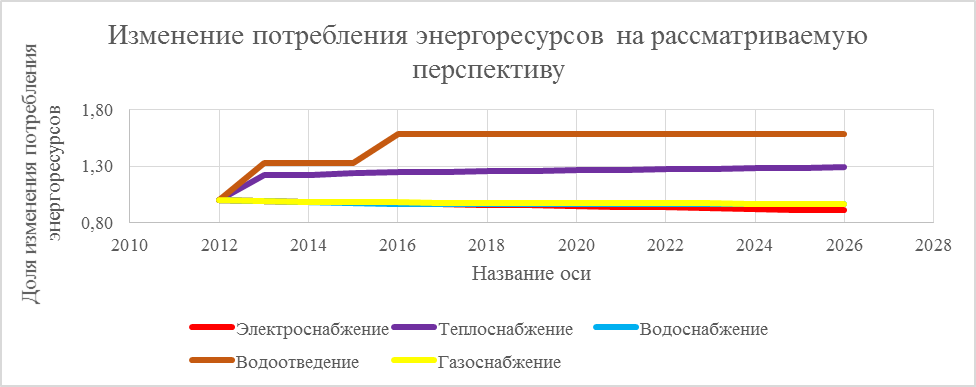 Изменение потребления энергоресурсов на рассматриваемую
перспективу
Доля изменения потребления
энергоресурсов
1,80
1,30
0,80
2010 2012 2014 2016 2018 2020 2022 2024 2026 2028
Название оси
Электроснабжение Теплоснабжение Водоснабжение
Водоотведение Газоснабжение